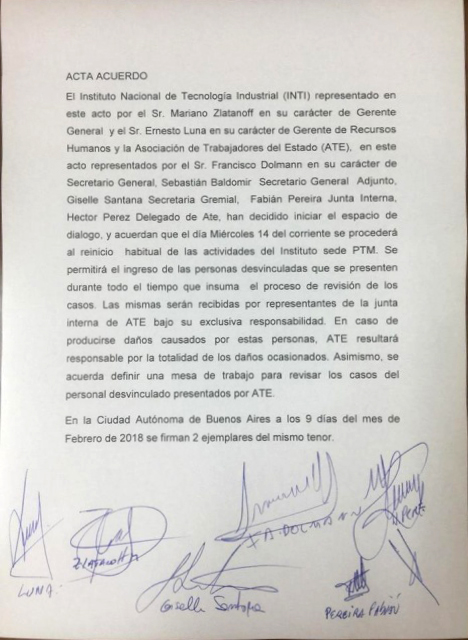 ACTA ACUERDO
El Instituto Nacional de Tecnología Industrial (INTI) representado en
este acto por el Sr. Mariano Zlatanoff en su carácter de Gerente
General y el Sr. Ernesto Luna en su carácter de Gerente de Recursos
Humanos y la Asociación de Trabajadores del Estado (ATE), en este
acto representados por el Sr. Francisco Dolmann en su carácter de
Secretario General, Sebastián Baldomir Secretario General Adjunto,
Giselle Santana Secretaria Gremial, Fabián Pereira Junta Interna,
Hector Perez Delegado de Ate, han decidido iniciar el espacio de
dialogo, y acuerdan que el día Miércoles 14 del corriente se procederá
al reinicio habitual de las actividades del Instituto sede PTM. Se
permitirá el ingreso de las personas desvinculadas que se presenten
durante todo el tiempo que insuma el proceso de revisión de los
casos. Las mismas serán recibidas por representantes de la junta
interna de ATE bajo su exclusiva responsabilidad. En caso de
producirse daños causados por estas personas, ATE resultará
responsable por la totalidad de los daños ocasionados. Asimismo, se
acuerda definir una mesa de trabajo para revisar los casos del
personal desvinculado presentados por ATE.
En la Ciudad Autónoma de Buenos Aires a los 9 días del mes de
Febrero de 2018 se firman 2 ejemplares del mismo tenor.
LUNA
ZLATANOFF
DOLMANN
Giselle Santana
PEREIRA FABIÁN